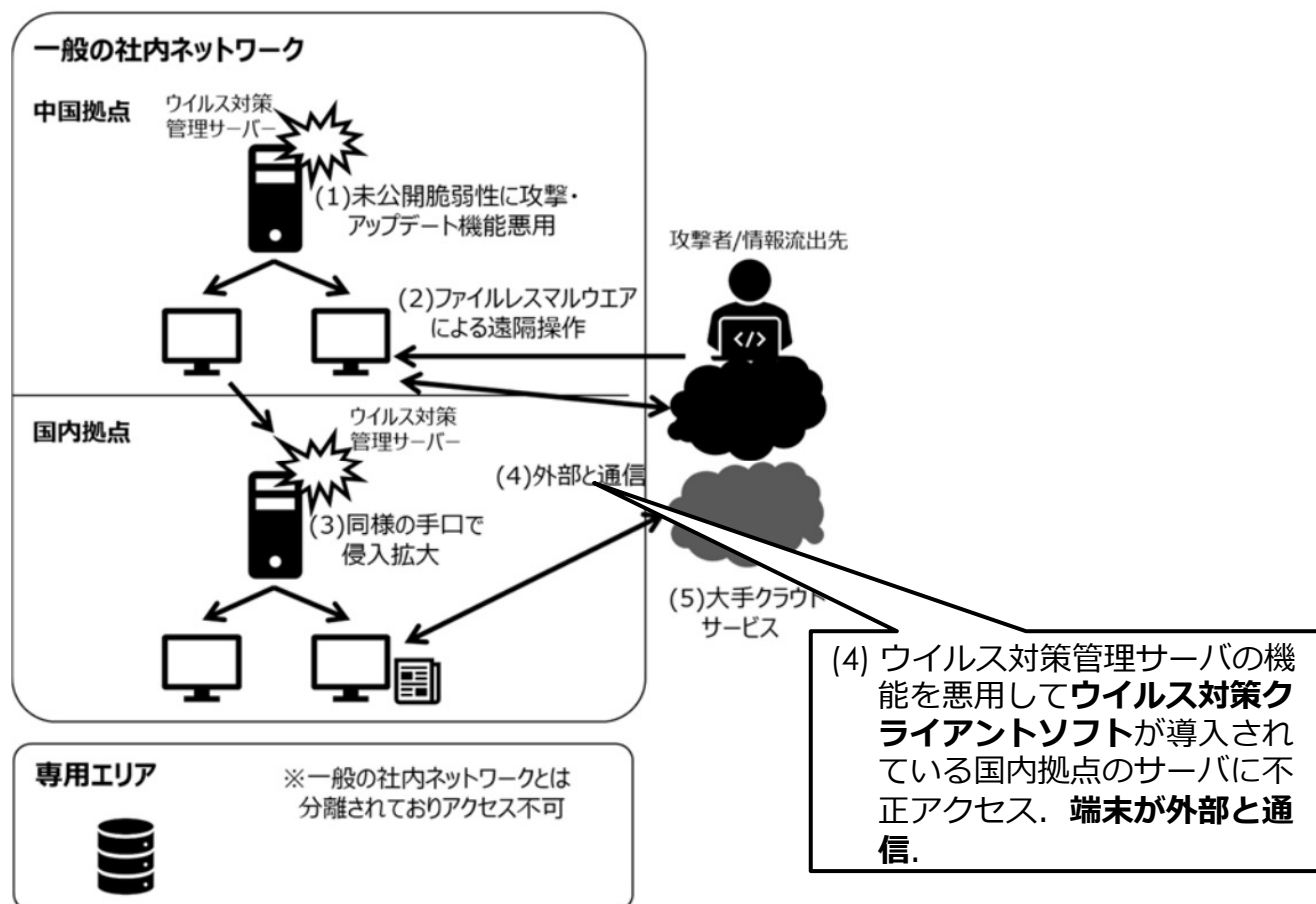 一般の社内ネットワーク
中国拠点
ウイルス対策
管理サーバー
(1)未公開脆弱性に攻撃・
アップデート機能悪用
攻撃者/情報流出先
(2)ファイルレスマルウエア
による遠隔操作
</>
国内拠点
ウイルス対策
管理サーバー
(4)外部と通信
(3)同様の手口で
侵入拡大
(5)大手クラウド
サービス
(4) ウイルス対策管理サーバの機
能を悪用してウイルス対策ク
ライアントソフトが導入され
ている国内拠点のサーバに不
正アクセス．端末が外部と通
信．
専用エリア
※一般の社内ネットワークとは
分離されておりアクセス不可